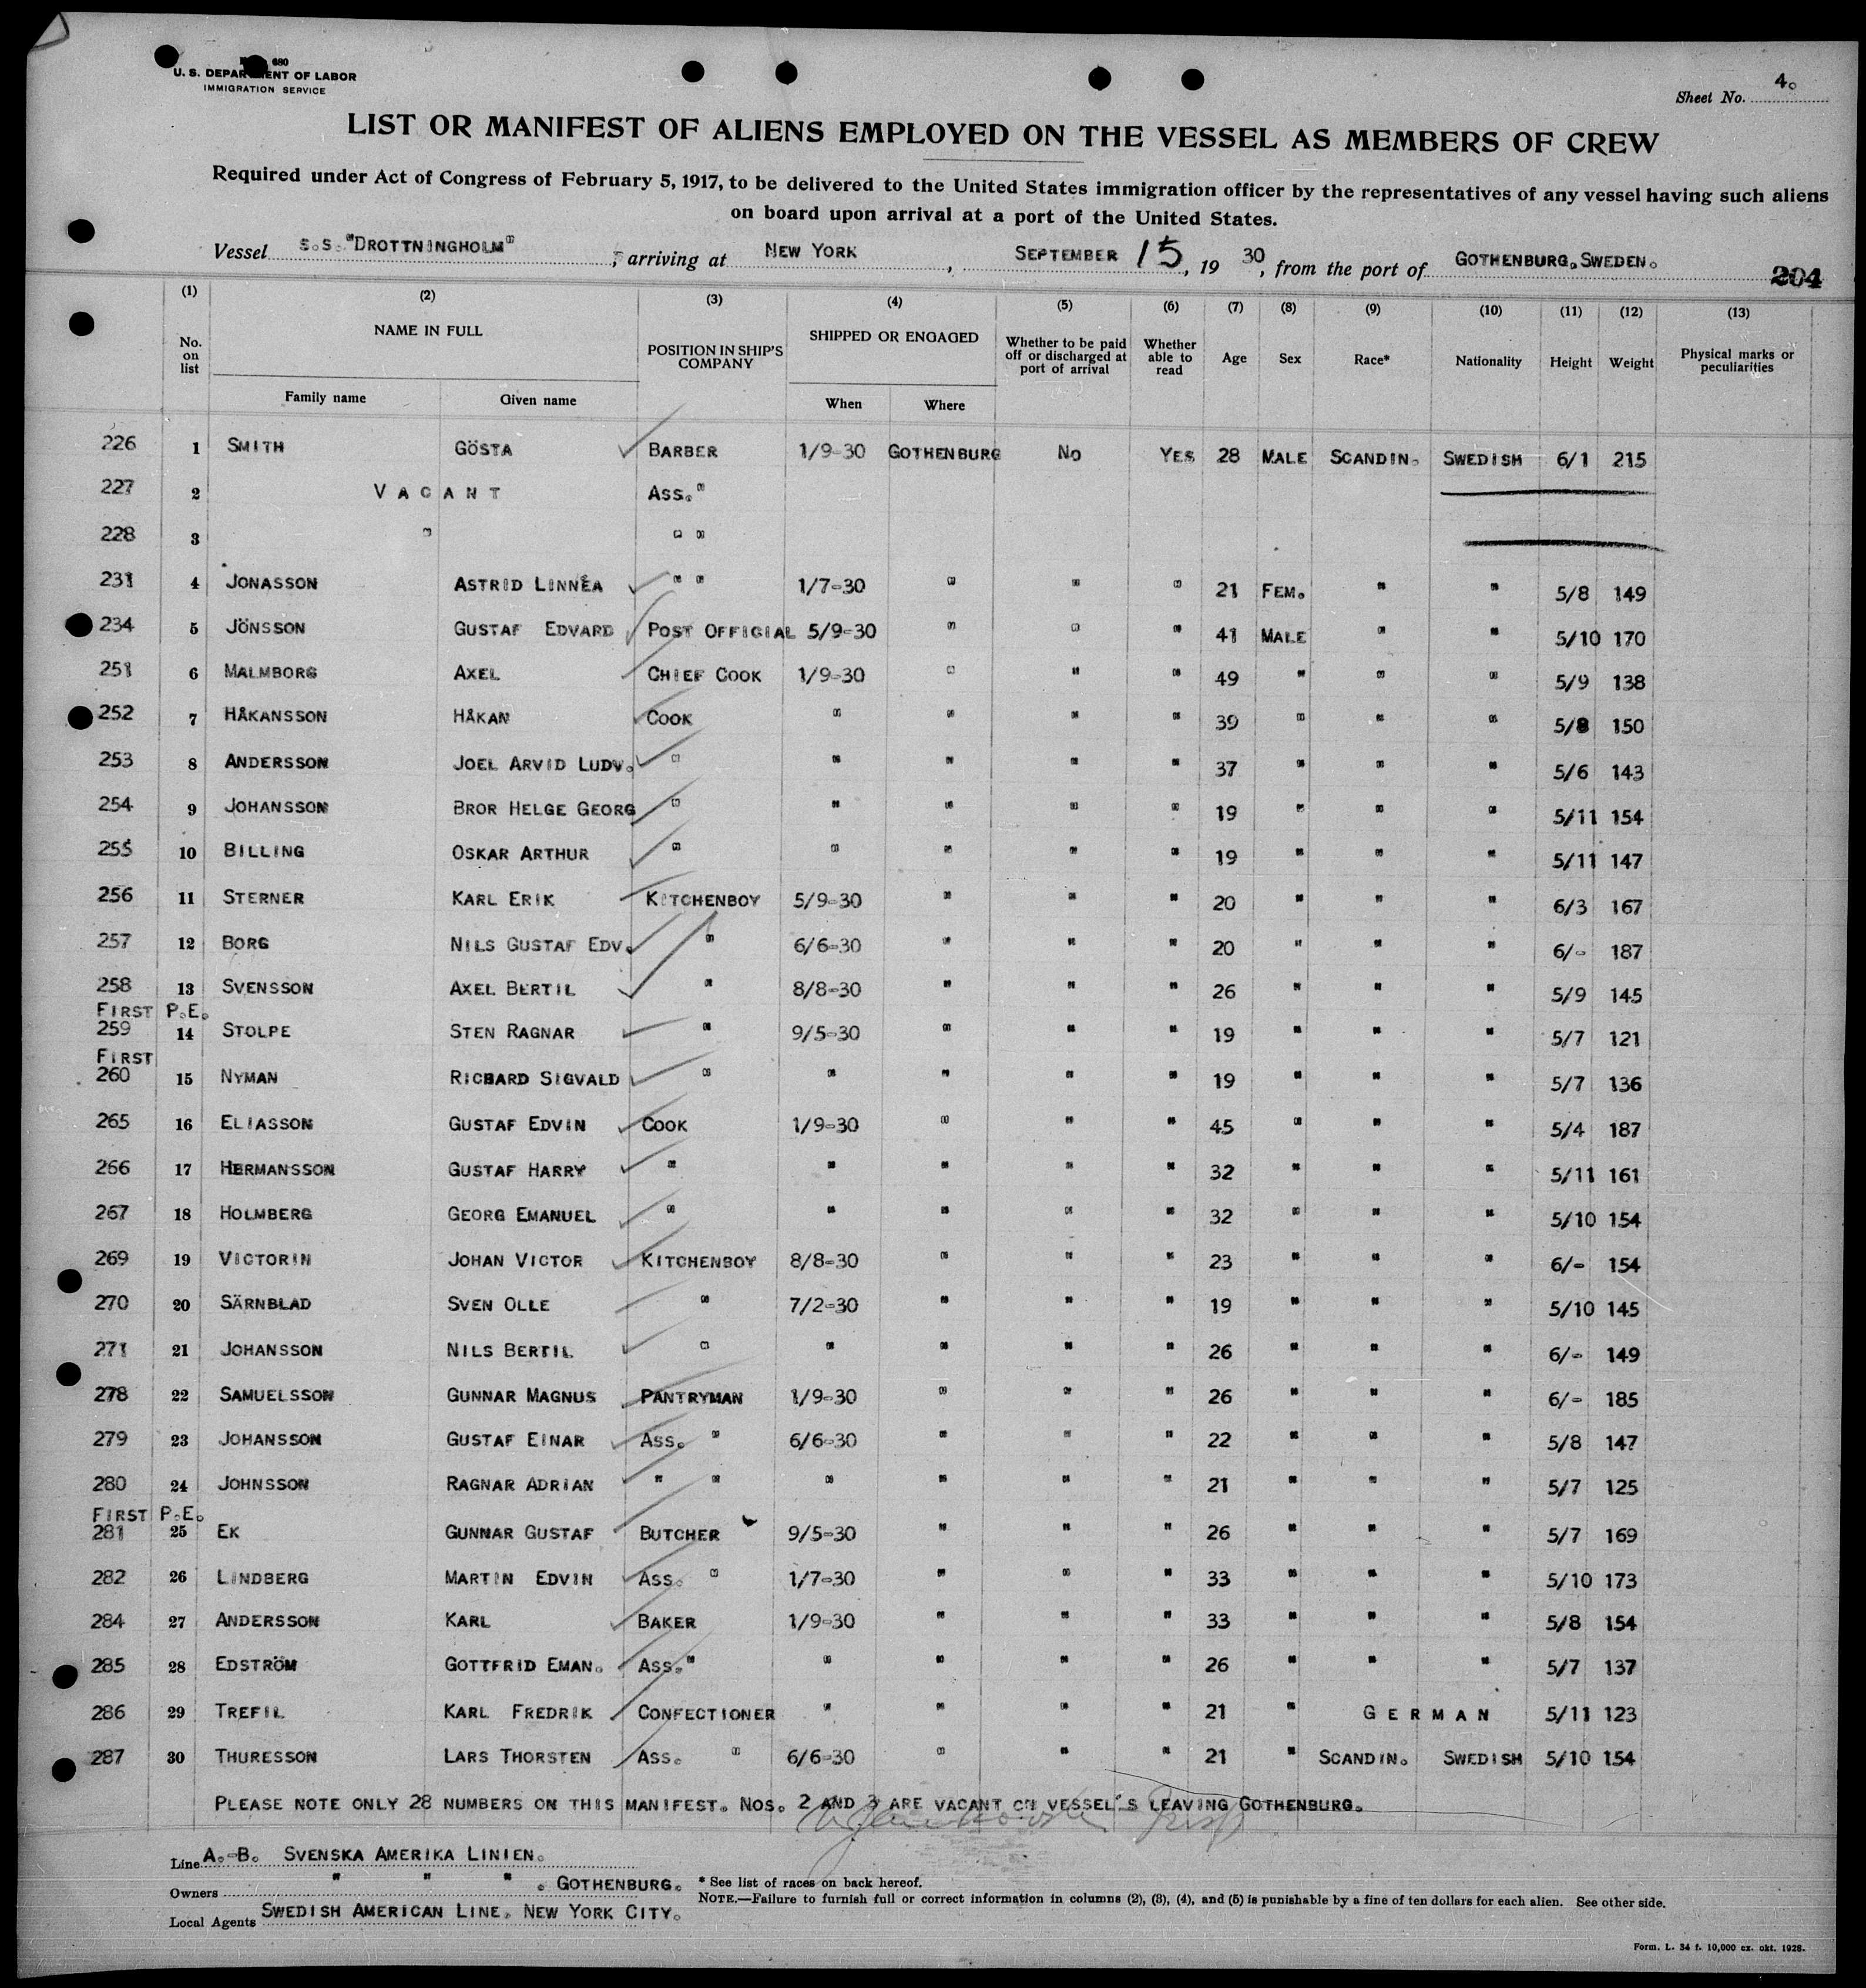 680
U. S. DEPARTMENT OF LABOR
IMMIGRATION SERVICE
Sheet No. 4.
LIST OR MANIFEST OF ALIENS EMPLOYED ON THE VESSEL AS MEMBERS OF CREW
Required under Act of Congress of February 5, 1917, to be delivered to the United States immigration officer by the representatives of any vessel having such aliens
on board upon arrival at a port of the United States.
Vessel S.S. "DROTTNINGHOLM", arriving at NEW YORK, SEPTEMBER 15, 19 30, from the port of GOTHENBURG, SWEDEN.
204
(1) (2) (3) (4) (5) (6) (7) (8) (9) (10) (11) (12) (13)
No. on list NAME IN FULL POSITION IN SHIP'S COMPANY SHIPPED OR ENGAGED Whether to be paid off or discharged at port of arrival Whether able to read Age Sex Race* Nationality Height Weight Physical marks or peculiarities
Family name Given name When Where
226 1 SMITH GÖSTA BARBER 1/9-30 GOTHENBURG NO YES 28 MALE SCANDIN. SWEDISH 6/1 215
227 2 VACANT ASS. "
228 3 " " "
231 4 JONASSON ASTRID LINNÉA " " 1/7-30 " " " 21 FEM. " " 5/8 149
234 5 JÖNSSON GUSTAF EDVARD POST OFFICIAL 5/9-30 " " " 41 MALE " " 5/10 170
251 6 MALMBORG AXEL CHIEF COOK 1/9-30 " " " 49 " " " 5/9 138
252 7 HÅKANSSON HÅKAN COOK " " " " 39 " " " 5/8 150
253 8 ANDERSSON JOEL ARVID LUDV. " " " " " 37 " " " 5/6 143
254 9 JOHANSSON BROR HELGE GEORG " " " " " 19 " " " 5/11 154
255 10 BILLING OSKAR ARTHUR " " " " " 19 " " " 5/11 147
256 11 STERNER KARL ERIK KITCHENBOY 5/9-30 " " " 20 " " " 6/3 167
257 12 BORG NILS GUSTAF EDV. " 6/6-30 " " " 20 " " " 6/- 187
258 13 SVENSSON AXEL BERTIL " 8/8-30 " " " 26 " " " 5/9 145
FIRST P.E.
259 14 STOLPE STEN RAGNAR " 9/5-30 " " " 19 " " " 5/7 121
FIRST
260 15 NYMAN RICHARD SIGVALD " " " " " 19 " " " 5/7 136
265 16 ELIASSON GUSTAF EDVIN COOK 1/9-30 " " " 45 " " " 5/4 187
266 17 HERMANSSON GUSTAF HARRY " " " " " 32 " " " 5/11 161
267 18 HOLMBERG GEORG EMANUEL " " " " " 32 " " " 5/10 154
269 19 VICTORIN JOHAN VICTOR KITCHENBOY 8/8-30 " " " 23 " " " 6/- 154
270 20 SÄRNBLAD SVEN OLLE " 7/2-30 " " " 19 " " " 5/10 145
271 21 JOHANSSON NILS BERTIL " " " " " 26 " " " 6/- 149
278 22 SAMUELSSON GUNNAR MAGNUS PANTRYMAN 1/9-30 " " " 26 " " " 6/- 185
279 23 JOHANSSON GUSTAF EINAR ASS. " 6/6-30 " " " 22 " " " 5/8 147
280 24 JOHNSSON RAGNAR ADRIAN " " " " " " 21 " " " 5/7 125
FIRST P.E.
281 25 EK GUNNAR GUSTAF BUTCHER 9/5-30 " " " 26 " " " 5/7 169
282 26 LINDBERG MARTIN EDVIN ASS. " 1/7-30 " " " 33 " " " 5/10 173
284 27 ANDERSSON KARL BAKER 1/9-30 " " " 33 " " " 5/8 154
285 28 EDSTRÖM GOTTFRID EMAN. ASS. " " " " " 26 " " " 5/7 137
286 29 TREFIL KARL FREDRIK CONFECTIONER " " " " 21 " GERMAN 5/11 123
287 30 THURESSON LARS THORSTEN ASS. " 6/6-30 " " " 21 " SCANDIN. SWEDISH 5/10 154
PLEASE NOTE ONLY 28 NUMBERS ON THIS MANIFEST. NOS. 2 AND 3 ARE VACANT ON VESSEL'S LEAVING GOTHENBURG.
Line A.-B. SVENSKA AMERIKA LINIEN.
Owners " " " . GOTHENBURG.
Local Agents SWEDISH AMERICAN LINE. NEW YORK CITY.
* See list of races on back hereof.
NOTE.—Failure to furnish full or correct information in columns (2), (3), (4), and (5) is punishable by a fine of ten dollars for each alien. See other side.
Form. L. 34 f. 10,000 ex. okt. 1928.